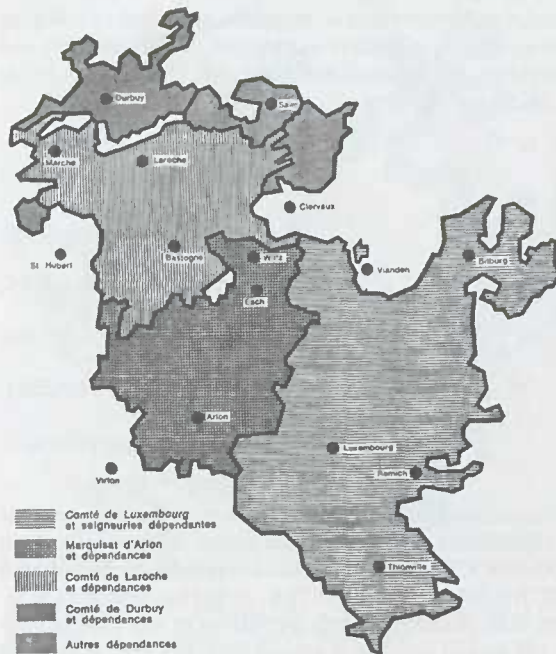 Durbuy
Salm
Marche
Laroche
Clervaux
St. Hubert
Bastogne
Wiltz
Vianden
Bitburg
Esch
Arlon
Luxembourg
Remich
Virton
Thionville
Comté de Luxembourg
et seigneuries dépendantes
Marquisat d'Arlon
et dépendances
Comté de Laroche
et dépendances
Comté de Durbuy
et dépendances
Autres dépendances